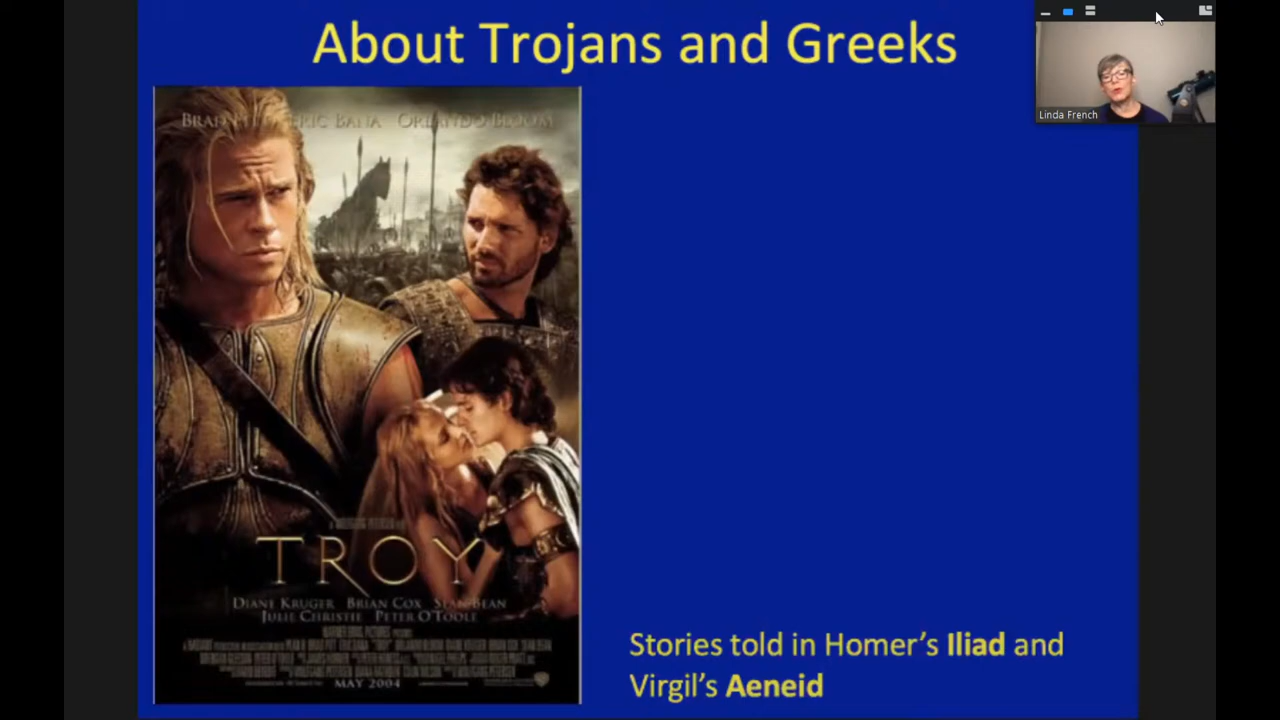 About Trojans and Greeks
Linda French
ERIC BANA ORLANDO BLOOM
TROY
DIANE KRUGER BRIAN COX SEAN BEAN
JULIE CHRISTIE PETER O'TOOLE
MAY 2004
Stories told in Homer's Iliad and
Virgil's Aeneid